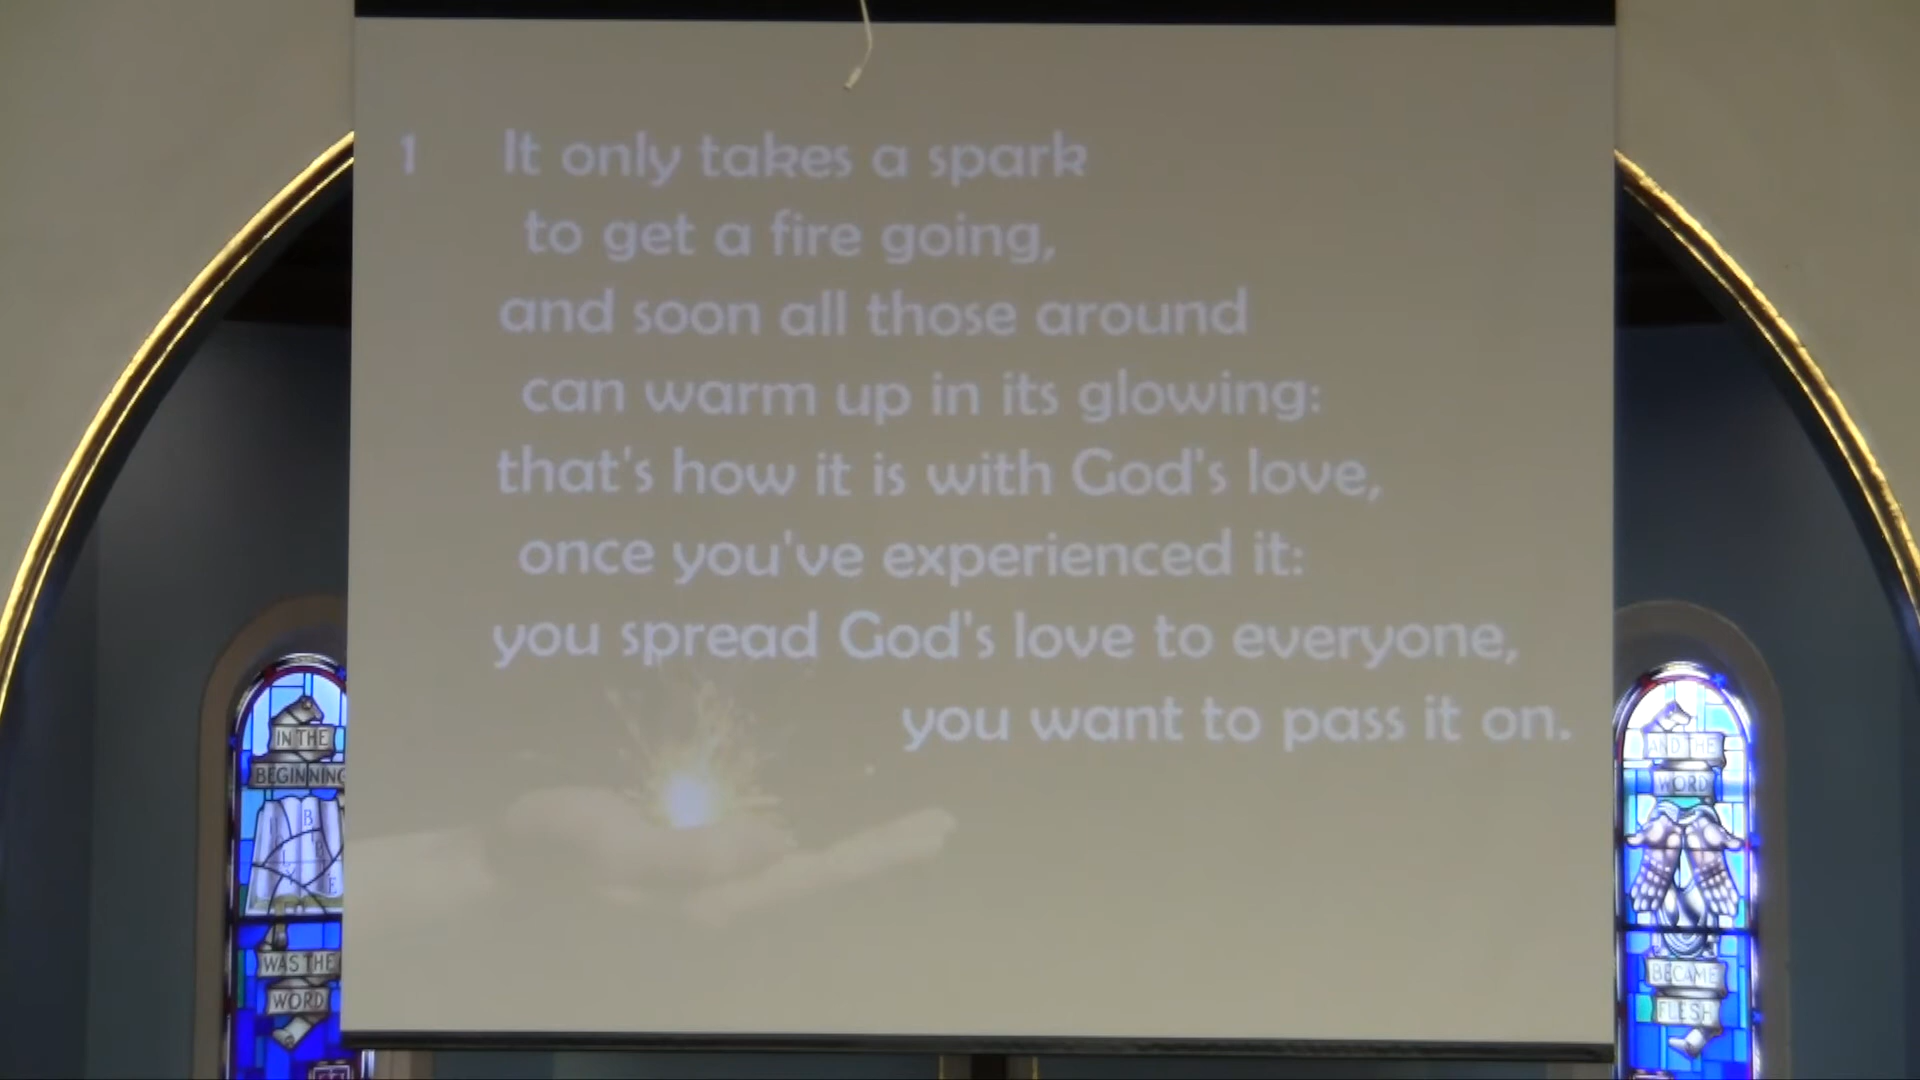 1 It only takes a spark
to get a fire going,
and soon all those around
can warm up in its glowing:
that's how it is with God's love,
once you've experienced it:
you spread God's love to everyone,
you want to pass it on.
IN THE
BEGINNING
B
I
B
L
E
WAS THE
WORD
AND THE
WORD
BECAME
FLESH